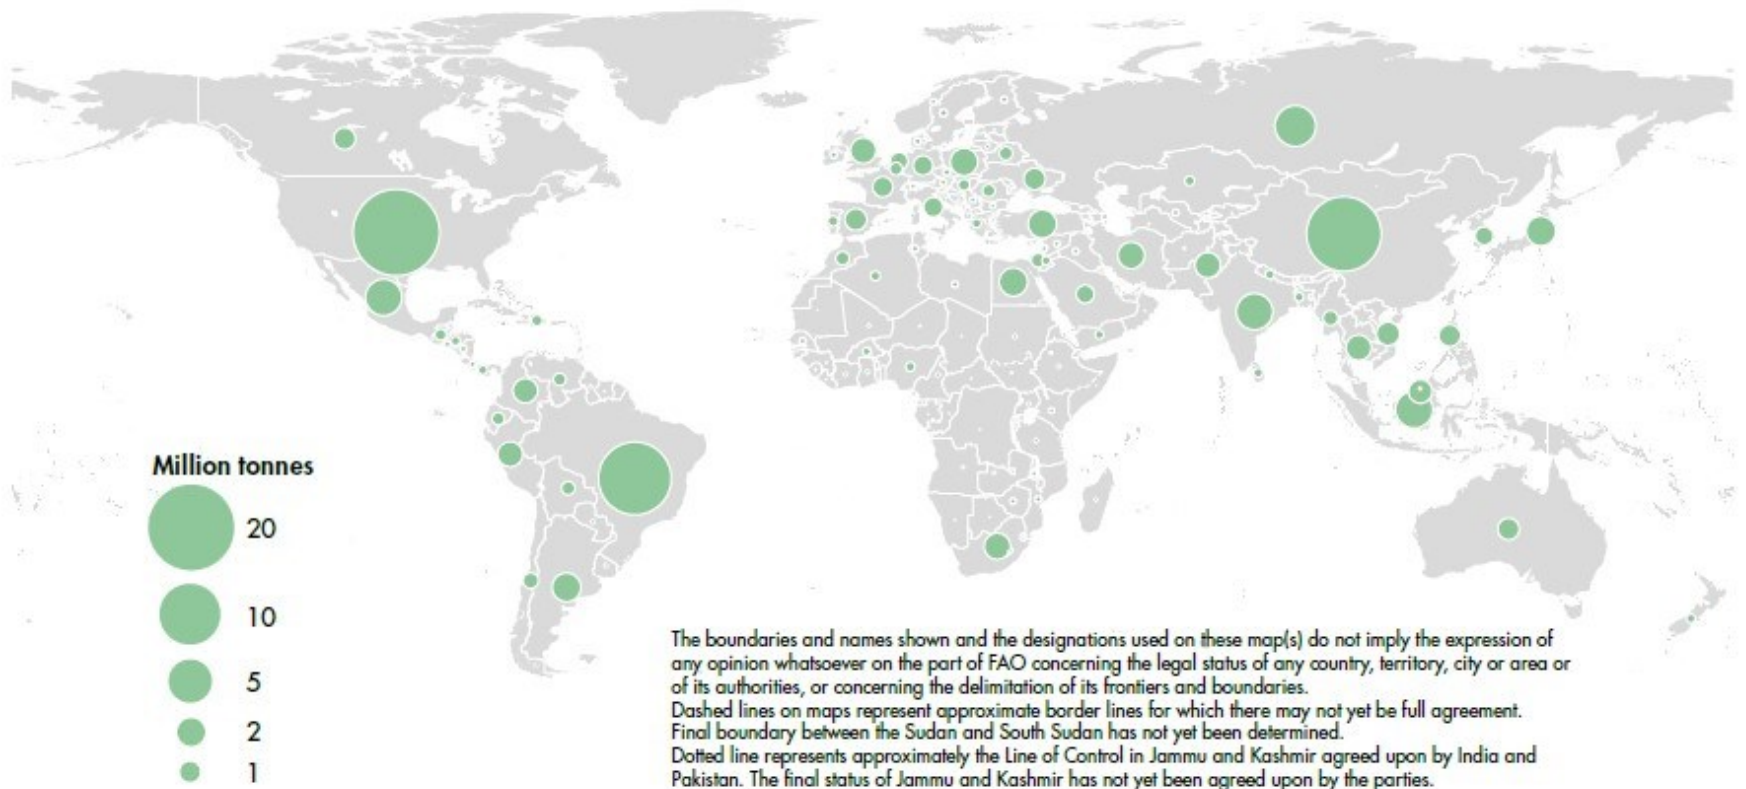 Million tonnes
20
10
5
2
1
The boundaries and names shown and the designations used on these map(s) do not imply the expression of
any opinion whatsoever on the part of FAO concerning the legal status of any country, territory, city or area or
of its authorities, or concerning the delimitation of its frontiers and boundaries.
Dashed lines on maps represent approximate border lines for which there may not yet be full agreement.
Final boundary between the Sudan and South Sudan has not yet been determined.
Dotted line represents approximately the Line of Control in Jammu and Kashmir agreed upon by India and
Pakistan. The final status of Jammu and Kashmir has not yet been agreed upon by the parties.